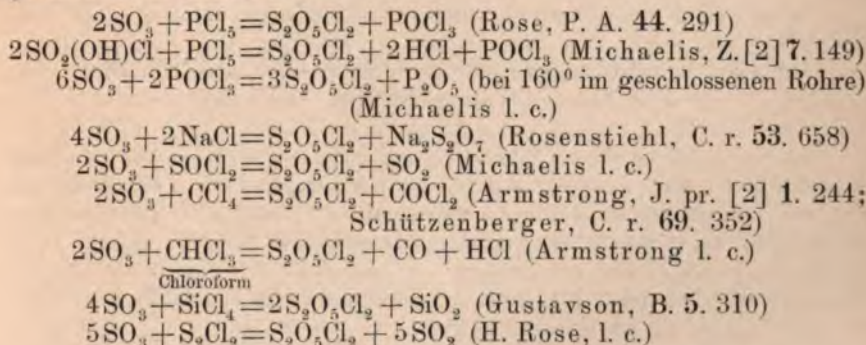 2SO₃+PCl₅=S₂O₅Cl₂+POCl₃ (Rose, P. A. 44. 291)
2SO₂(OH)Cl+PCl₅=S₂O₅Cl₂+2HCl+POCl₃ (Michaelis, Z. [2] 7. 149)
6SO₃+2POCl₃=3S₂O₅Cl₂+P₂O₅ (bei 160⁰ im geschlossenen Rohre)
(Michaelis l. c.)
4SO₃+2NaCl=S₂O₅Cl₂+Na₂S₂O₇ (Rosenstiehl, C. r. 53. 658)
2SO₃+SOCl₂=S₂O₅Cl₂+SO₂ (Michaelis l. c.)
2SO₃+CCl₄=S₂O₅Cl₂+COCl₂ (Armstrong, J. pr. [2] 1. 244;
Schützenberger, C. r. 69. 352)
2SO₃+CHCl₃=S₂O₅Cl₂+CO+HCl (Armstrong l. c.)
Chloroform
4SO₃+SiCl₄=2S₂O₅Cl₂+SiO₂ (Gustavson, B. 5. 310)
5SO₃+S₂Cl₂=S₂O₅Cl₂+5SO₂ (H. Rose, l. c.)